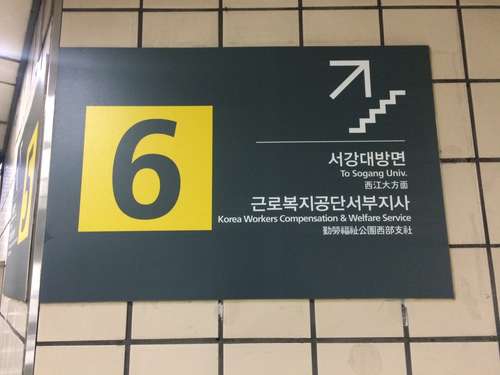 6
서강대방면
To Sogang Univ.
西江大方面
근로복지공단서부지사
Korea Workers Compensation & Welfare Service
勤勞福祉公團西部支社